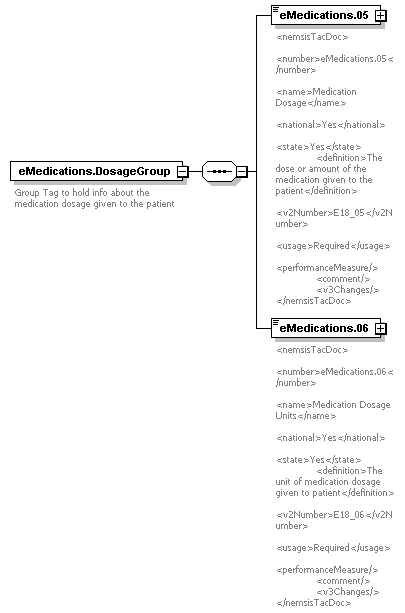 eMedications.05
<nemsisTacDoc>
<number>eMedications.05<
/number>
<name>Medication
Dosage</name>
<national>Yes</national>
<state>Yes</state>
<definition>The
dose or amount of the
medication given to the
patient</definition>
<v2Number>E18_05</v2N
umber>
<usage>Required</usage>
<performanceMeasure/>
<comment/>
<v3Changes/>
</nemsisTacDoc>
eMedications.DosageGroup
Group Tag to hold info about the
medication dosage given to the patient
eMedications.06
<nemsisTacDoc>
<number>eMedications.06<
/number>
<name>Medication Dosage
Units</name>
<national>Yes</national>
<state>Yes</state>
<definition>The
unit of medication dosage
given to patient</definition>
<v2Number>E18_06</v2N
umber>
<usage>Required</usage>
<performanceMeasure/>
<comment/>
<v3Changes/>
</nemsisTacDoc>